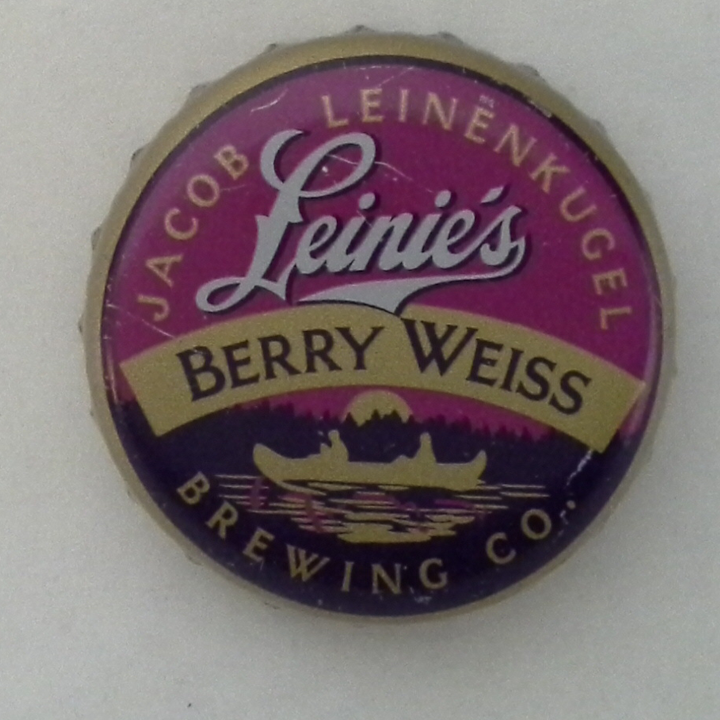 JACOB LEINENKUGEL
Leinie's
BERRY WEISS
BREWING CO.